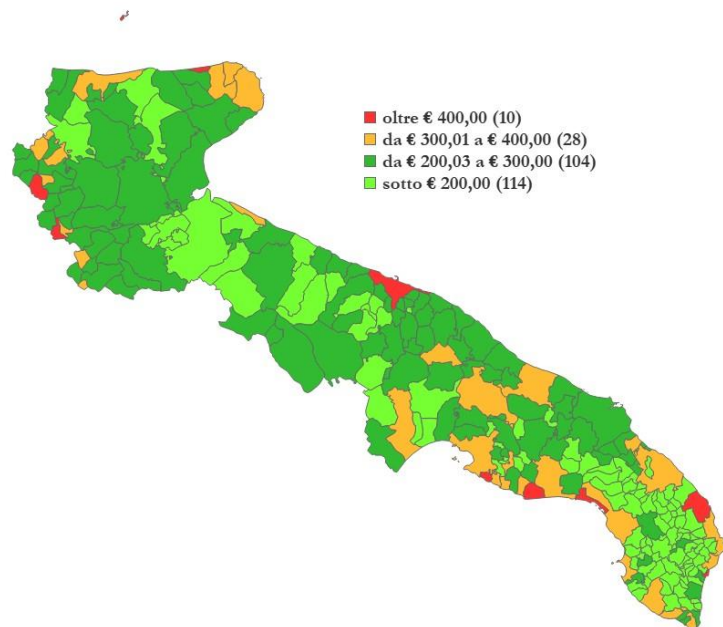 oltre € 400,00 (10)
da € 300,01 a € 400,00 (28)
da € 200,03 a € 300,00 (104)
sotto € 200,00 (114)